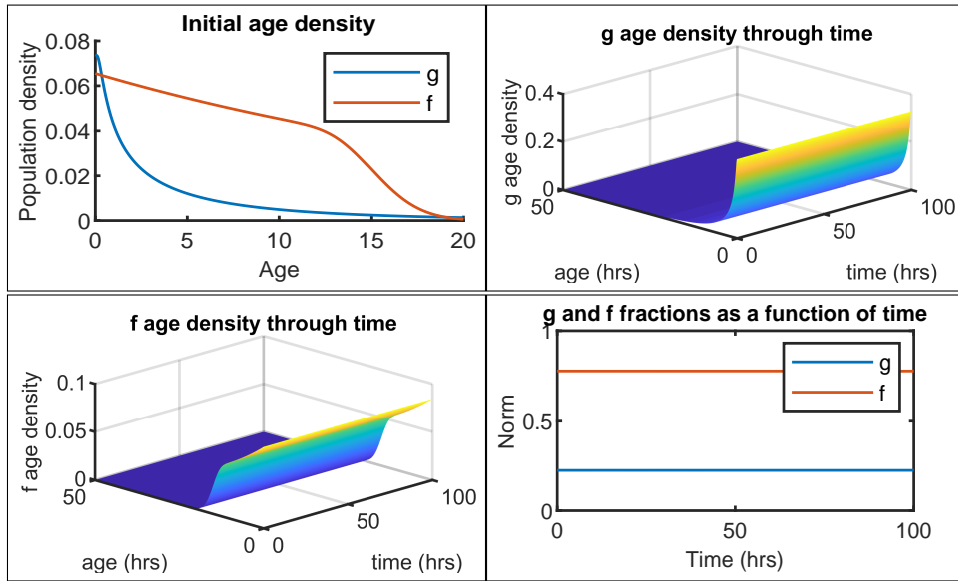 Initial age density
0.08
0.06
0.04
0.02
0
Population density
g
f
0 5 10 15 20
Age
g age density through time
0.4
0.2
0
g age density
50
0
0
50
100
age (hrs)
time (hrs)
f age density through time
0.1
0.05
0
f age density
50
0
0
50
100
age (hrs)
time (hrs)
g and f fractions as a function of time
1
0.5
0
Norm
g
f
0 50 100
Time (hrs)